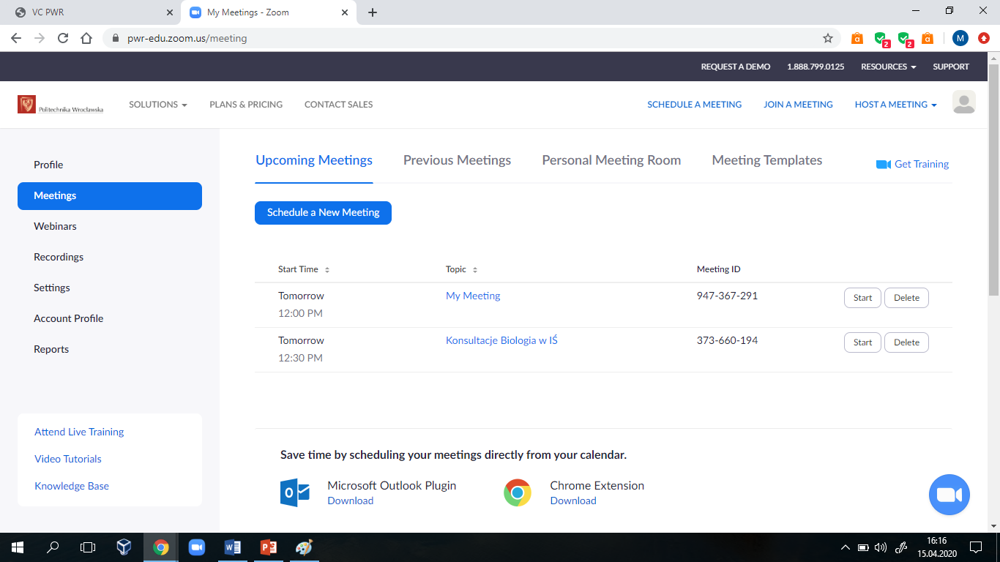 VC PWR
My Meetings - Zoom
pwr-edu.zoom.us/meeting
2
2
M
REQUEST A DEMO 1.888.799.0125 RESOURCES SUPPORT
Politechnika Wrocławska
SOLUTIONS PLANS & PRICING CONTACT SALES SCHEDULE A MEETING JOIN A MEETING HOST A MEETING
Profile
Meetings
Webinars
Recordings
Settings
Account Profile
Reports
Attend Live Training
Video Tutorials
Knowledge Base
Upcoming Meetings Previous Meetings Personal Meeting Room Meeting Templates Get Training
Schedule a New Meeting
Start Time Topic Meeting ID
Tomorrow My Meeting 947-367-291 Start Delete
12:00 PM
Tomorrow Konsultacje Biologia w IŚ 373-660-194 Start Delete
12:30 PM
Save time by scheduling your meetings directly from your calendar.
Microsoft Outlook Plugin Chrome Extension
Download Download
16:16
15.04.2020